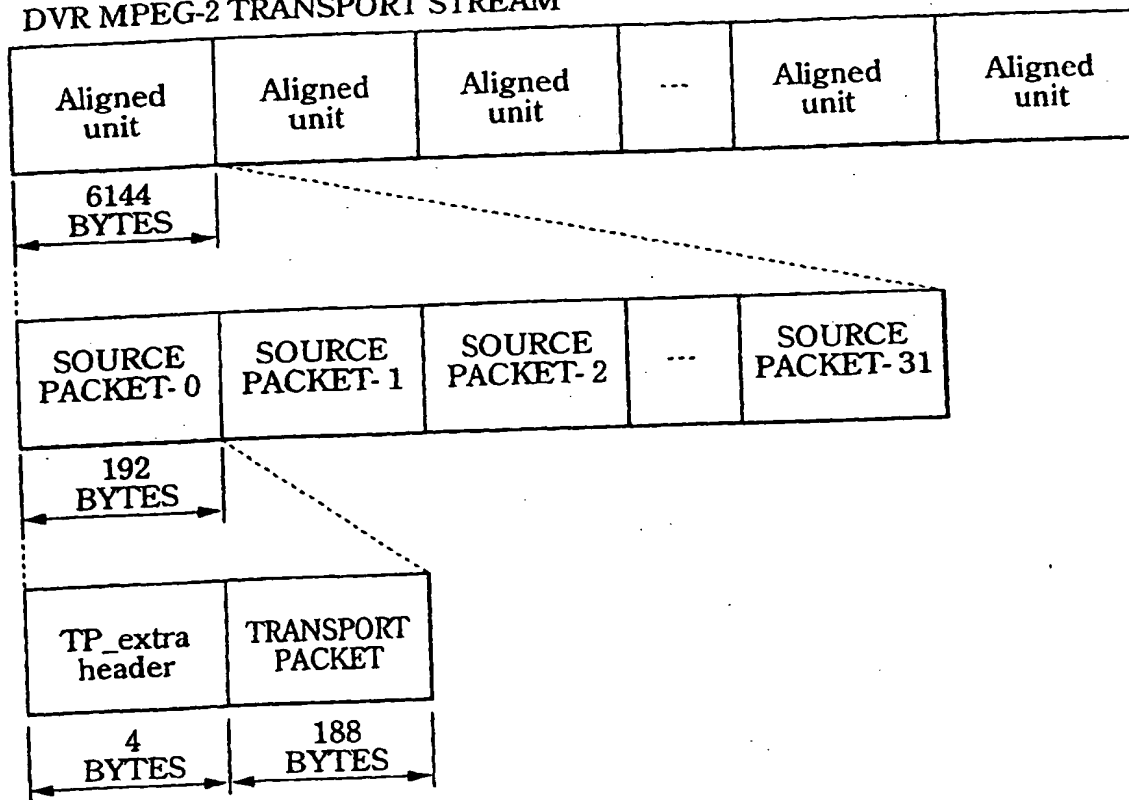 DVR MPEG-2 TRANSPORT STREAM
Aligned unit
Aligned unit
Aligned unit
---
Aligned unit
Aligned unit
6144 BYTES
SOURCE PACKET-0
SOURCE PACKET-1
SOURCE PACKET-2
---
SOURCE PACKET-31
192 BYTES
TP_extra header
TRANSPORT PACKET
4 BYTES
188 BYTES